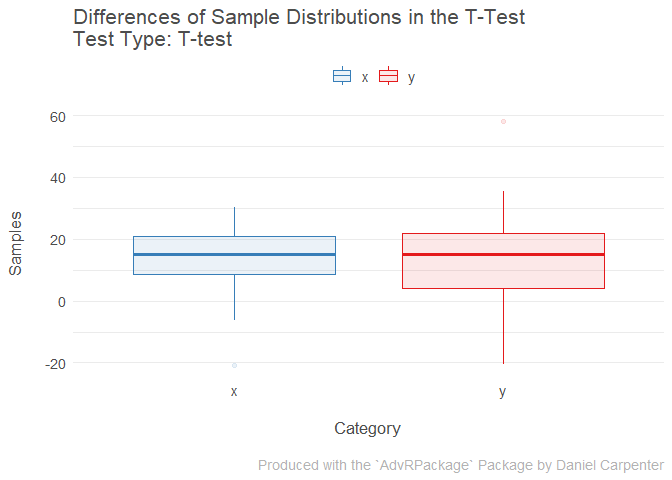 Differences of Sample Distributions in the T-Test
Test Type: T-test
x y
60
40
20
0
-20
Samples
x y
Category
Produced with the `AdvRPackage` Package by Daniel Carpenter